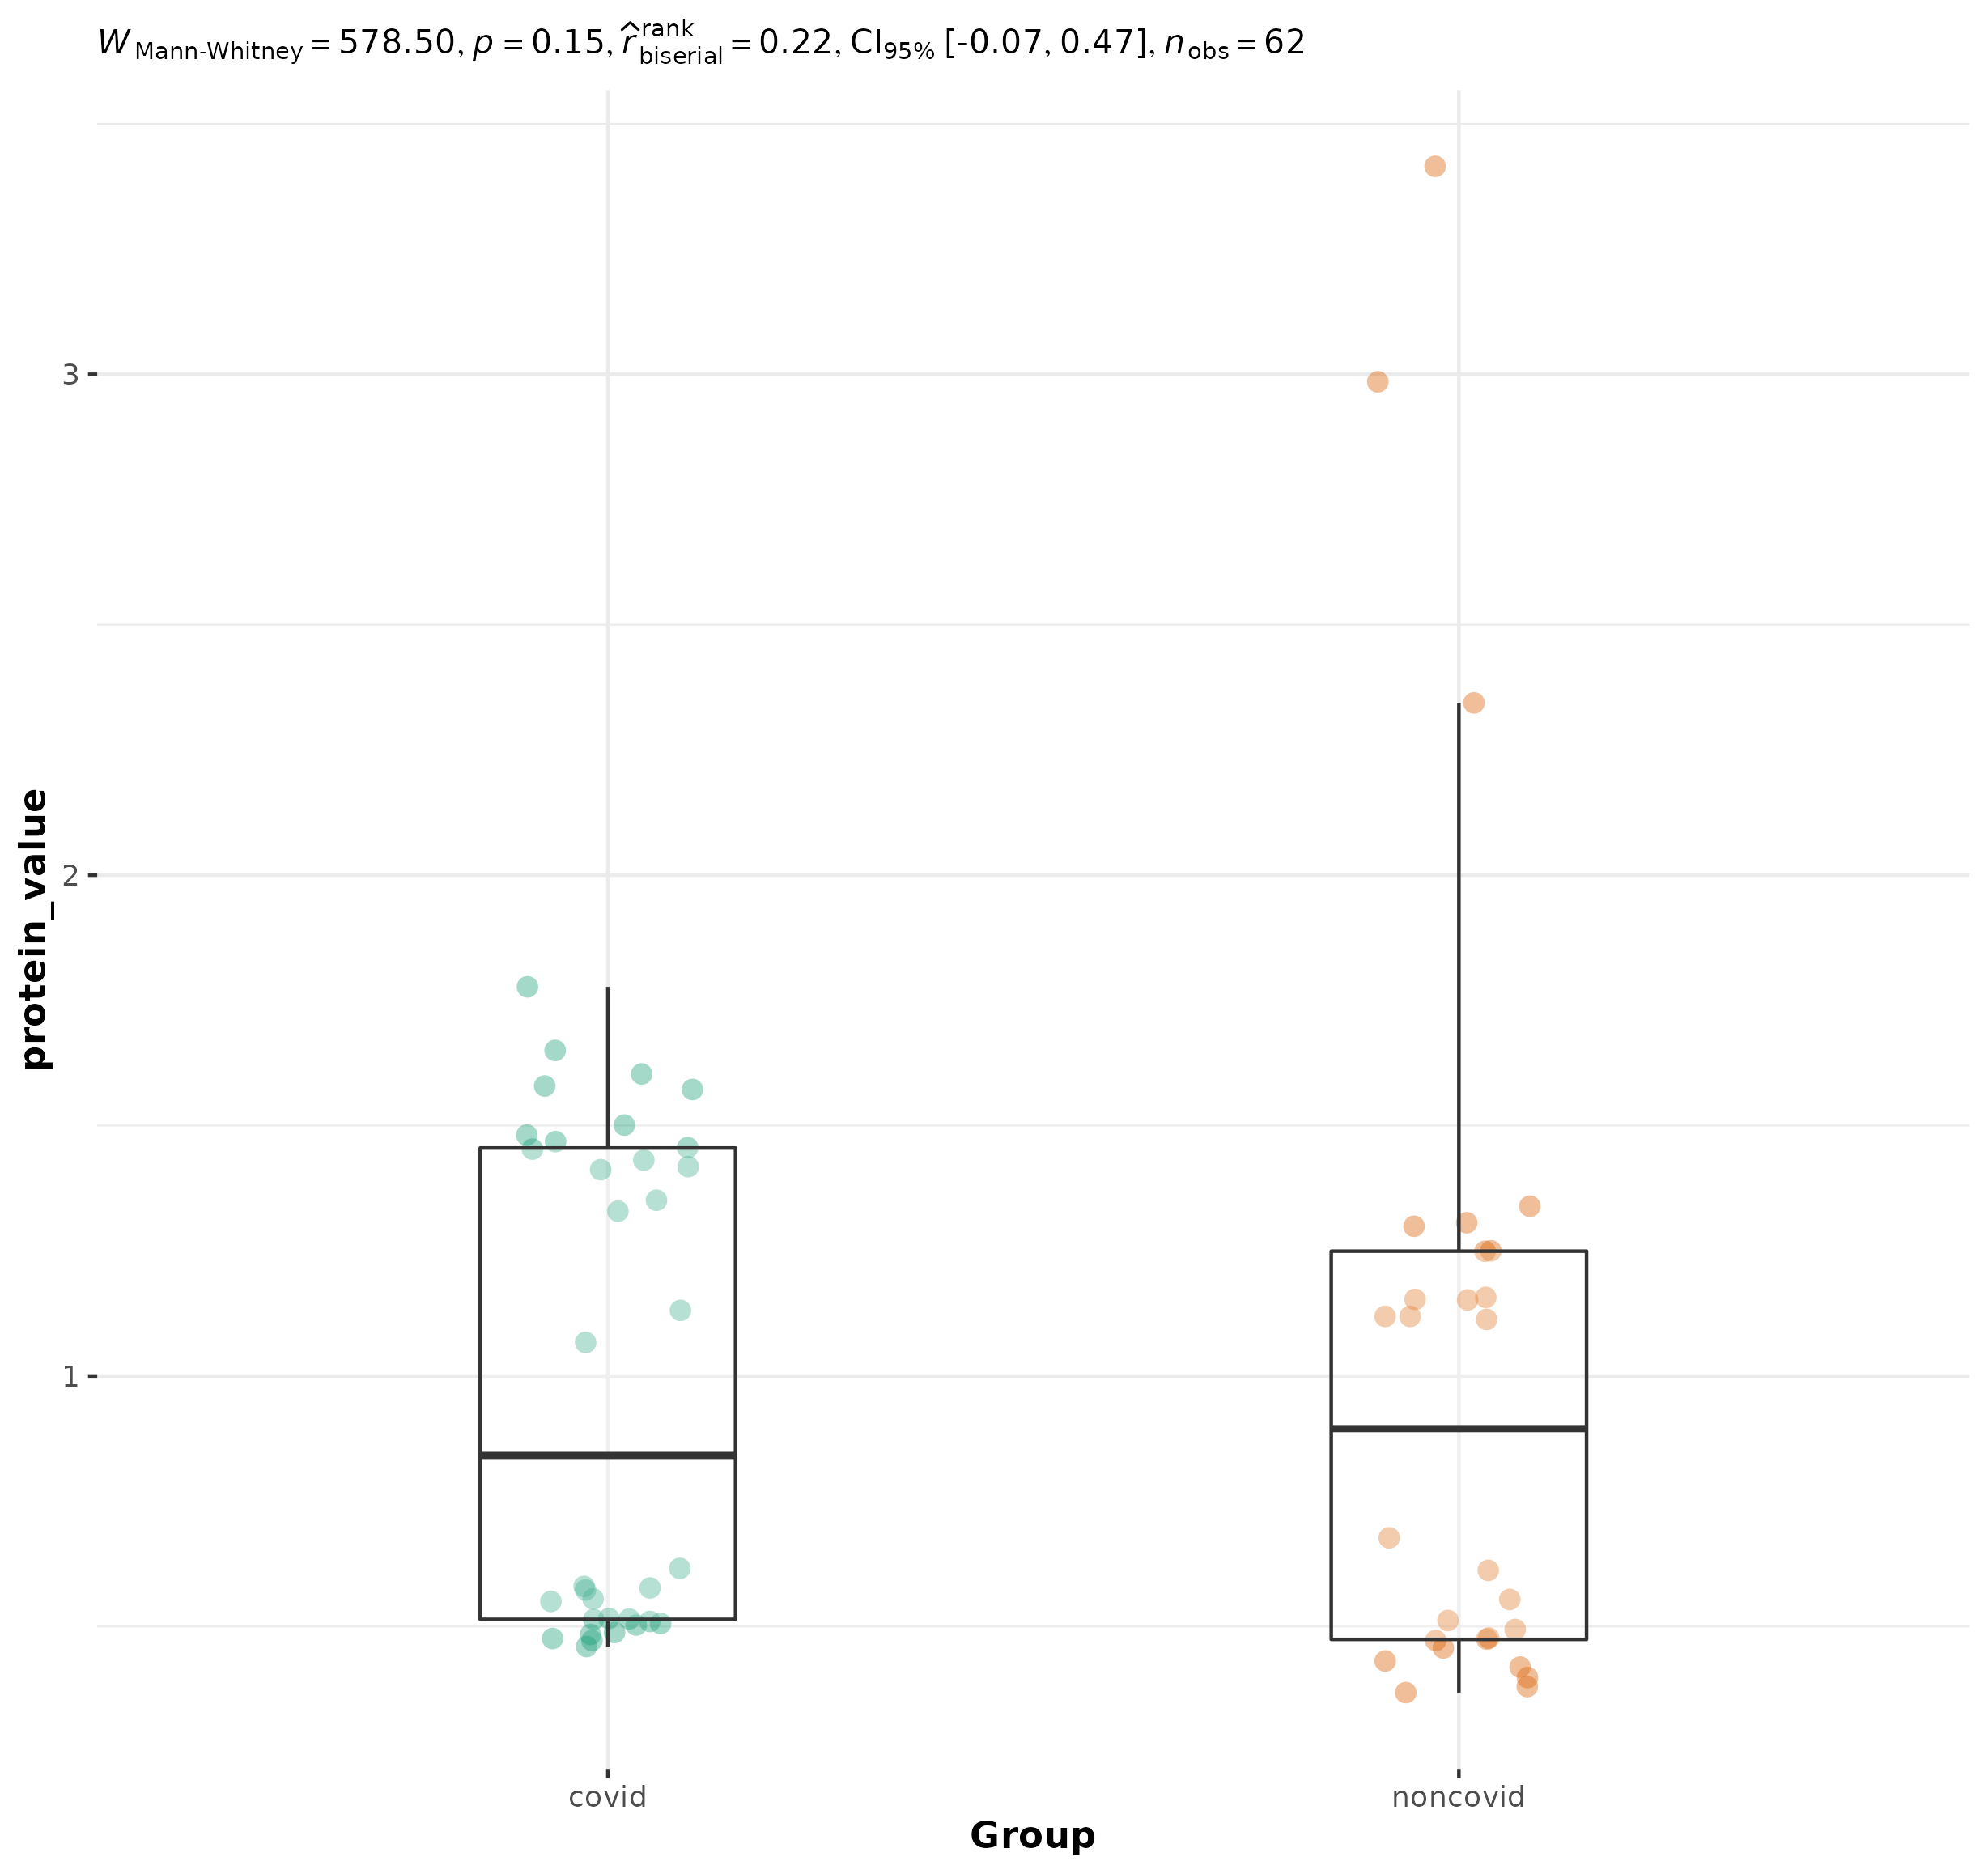 W Mann-Whitney = 578.50, p = 0.15, r̂ rank biserial = 0.22, CI95% [-0.07, 0.47], n obs = 62
3
2
1
protein_value
covid noncovid
Group